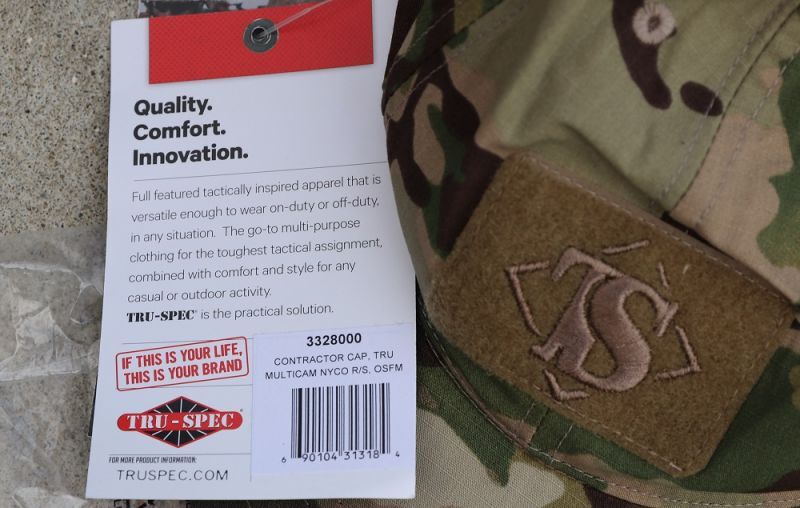 Quality.
Comfort.
Innovation.
Full featured tactically inspired apparel that is
versatile enough to wear on-duty or off-duty,
in any situation. The go-to multi-purpose
clothing for the toughest tactical assignment,
combined with comfort and style for any
casual or outdoor activity.
TRU-SPEC® is the practical solution.
IF THIS IS YOUR LIFE,
THIS IS YOUR BRAND
TRU-SPEC®
FOR MORE PRODUCT INFORMATION:
TRUSPEC.COM
3328000
CONTRACTOR CAP, TRU
MULTICAM NYCO R/S, OSFM
6 90104 31318 4
TS